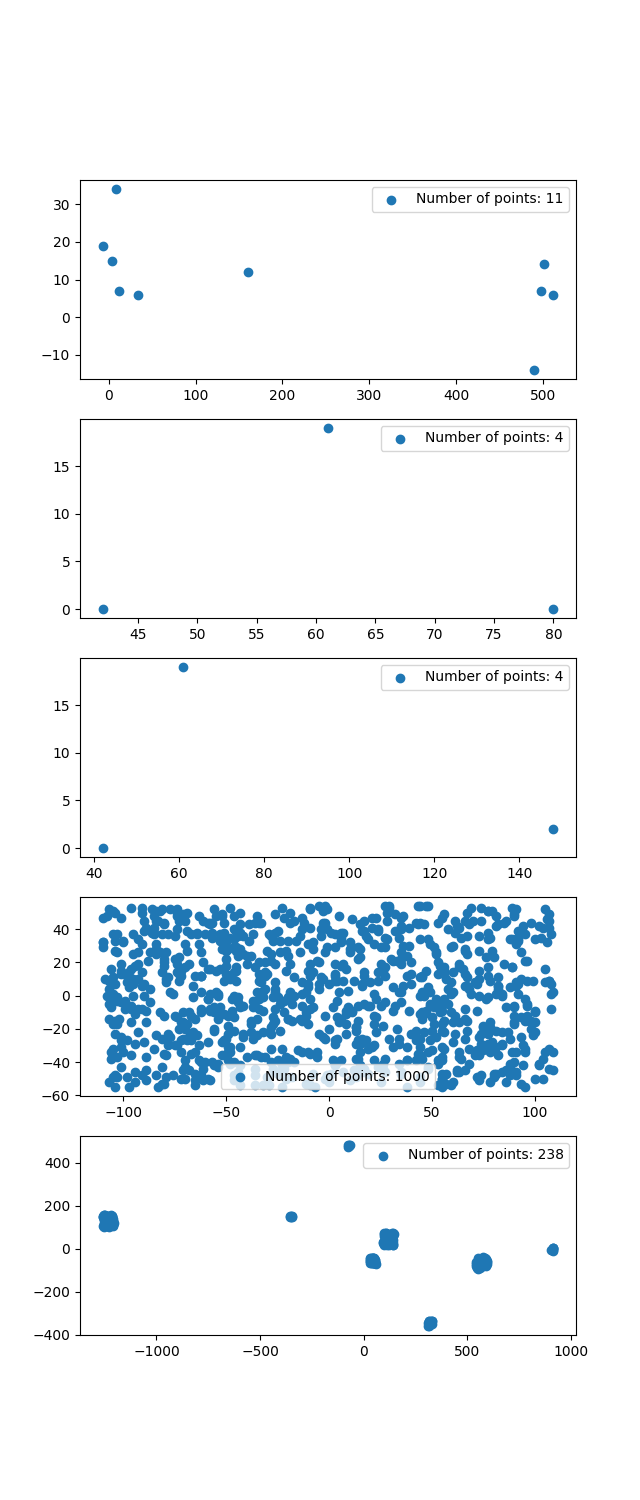 Number of points: 11
30
20
10
0
−10
0 100 200 300 400 500
Number of points: 4
15
10
5
0
45 50 55 60 65 70 75 80
Number of points: 4
15
10
5
0
40 60 80 100 120 140
40
20
0
−20
−40
−60
Number of points: 1000
−100 −50 0 50 100
Number of points: 238
400
200
0
−200
−400
−1000 −500 0 500 1000